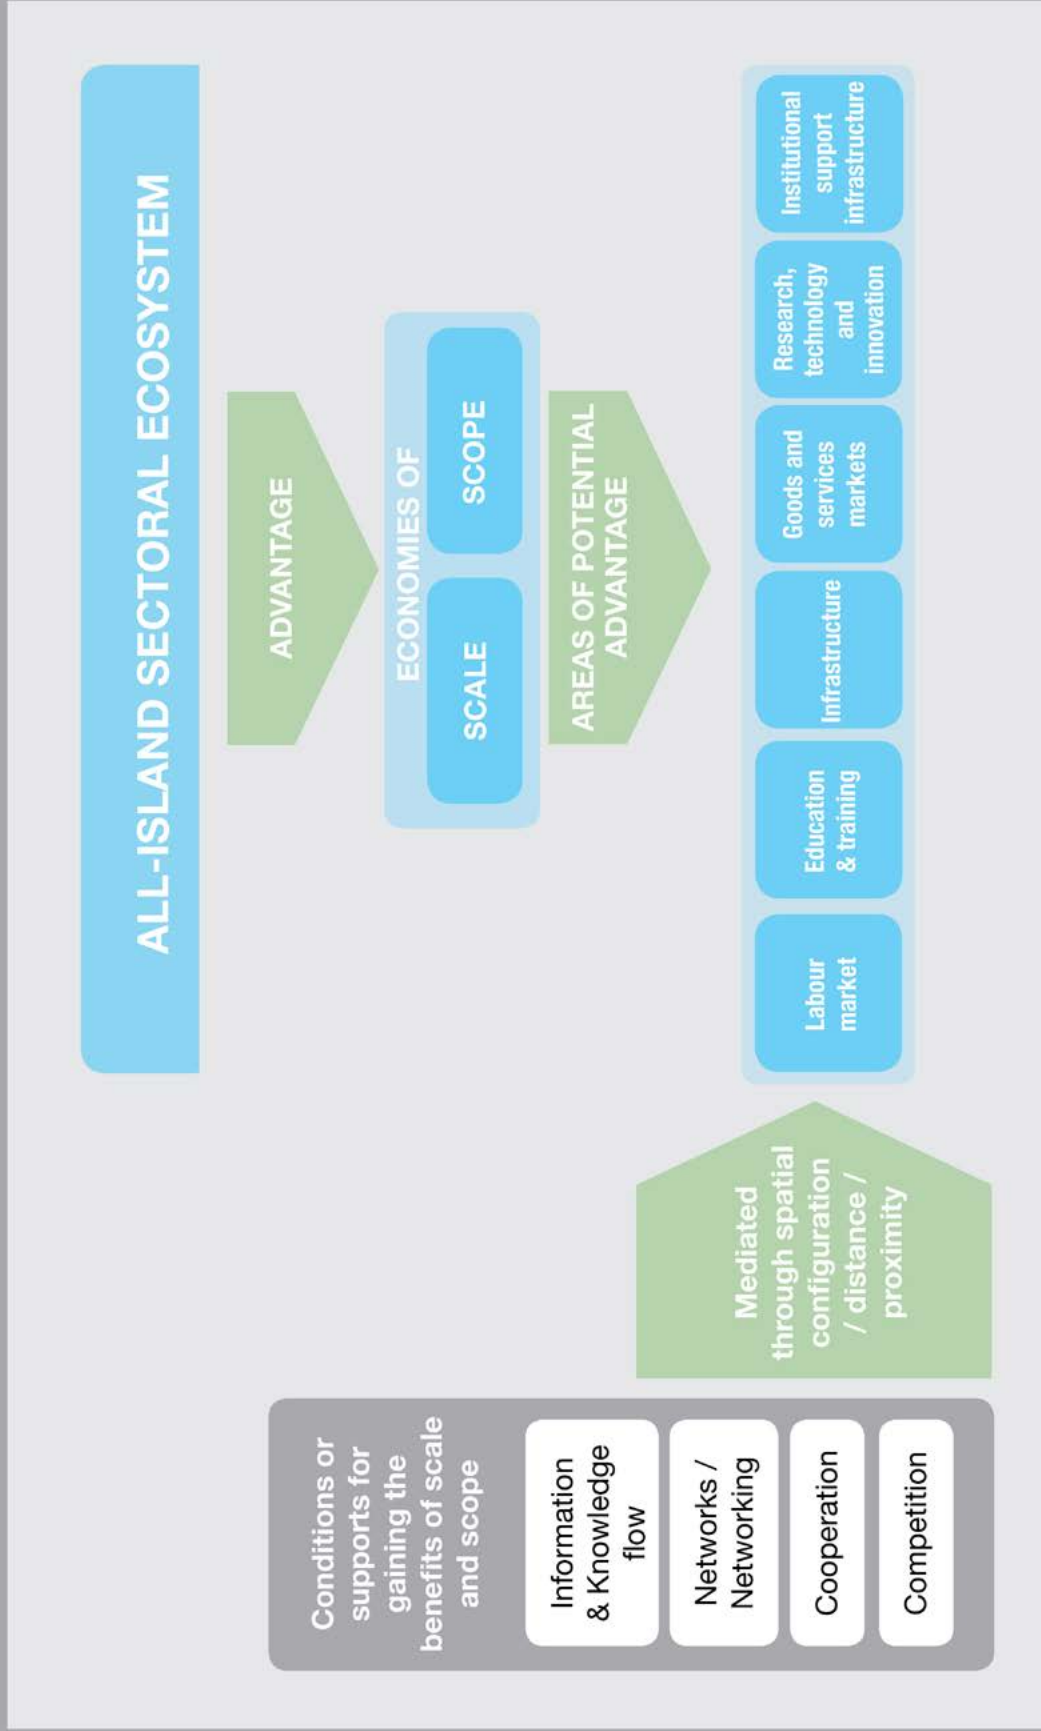 ALL-ISLAND SECTORAL ECOSYSTEM
ADVANTAGE
ECONOMIES OF
SCALE
SCOPE
AREAS OF POTENTIAL
ADVANTAGE
Conditions or
supports for
gaining the
benefits of scale
and scope
Information
& Knowledge
flow
Networks /
Networking
Cooperation
Competition
Mediated
through spatial
configuration
/ distance /
proximity
Labour
market
Education
& training
Infrastructure
Goods and
services
markets
Research,
technology
and
innovation
Institutional
support
infrastructure